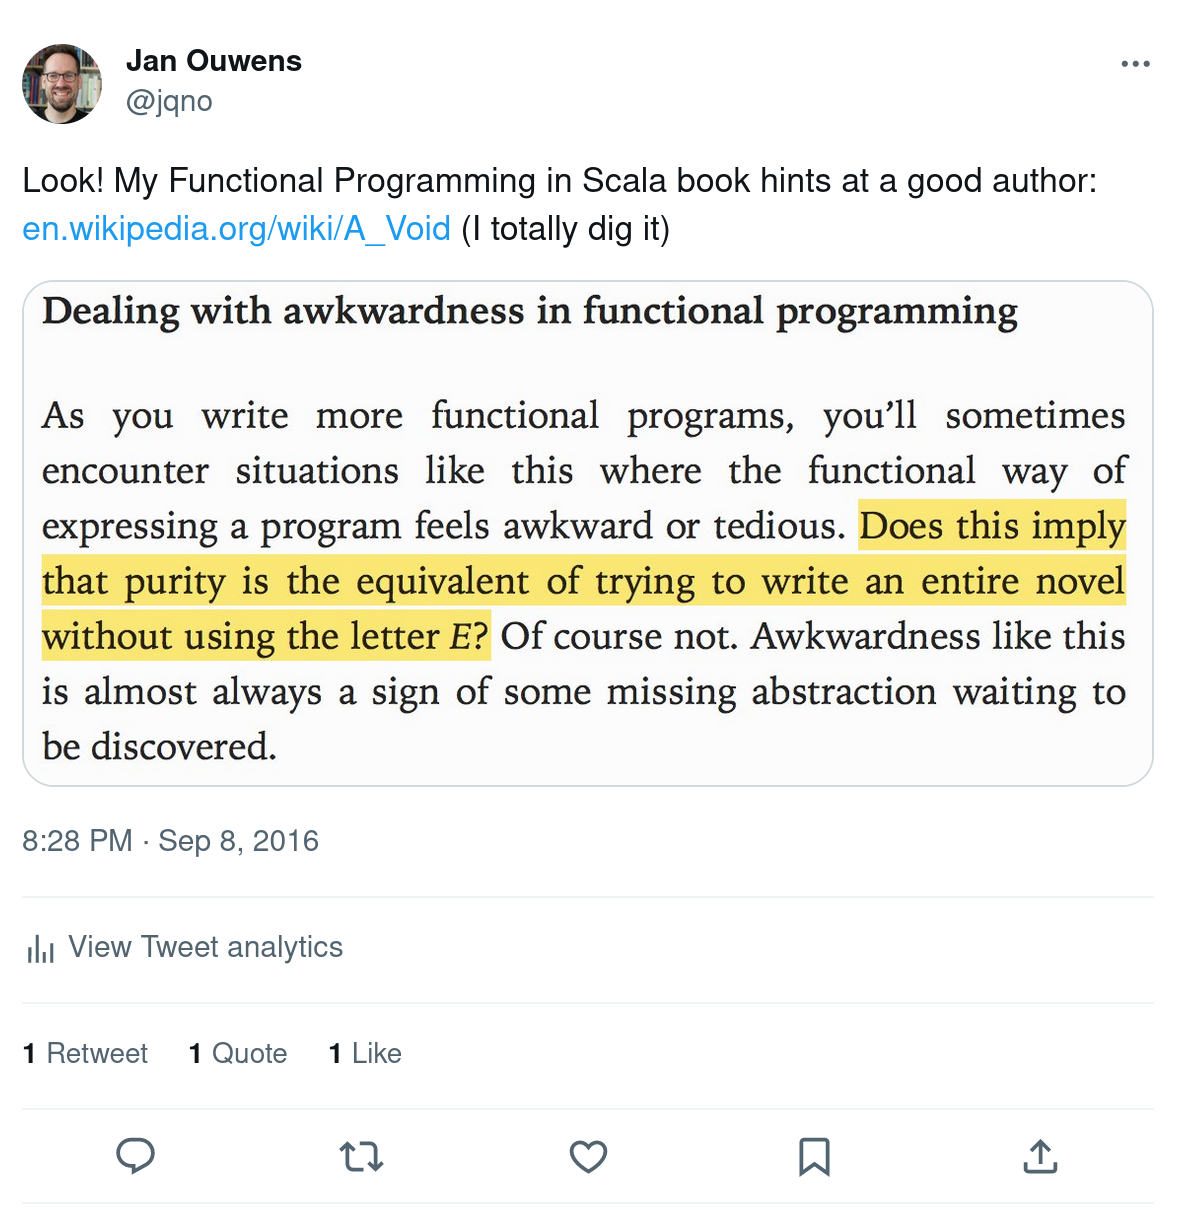 Jan Ouwens
@jqno
Look! My Functional Programming in Scala book hints at a good author:
en.wikipedia.org/wiki/A_Void (I totally dig it)
Dealing with awkwardness in functional programming
As you write more functional programs, you’ll sometimes
encounter situations like this where the functional way of
expressing a program feels awkward or tedious. Does this imply
that purity is the equivalent of trying to write an entire novel
without using the letter E? Of course not. Awkwardness like this
is almost always a sign of some missing abstraction waiting to
be discovered.
8:28 PM · Sep 8, 2016
View Tweet analytics
1 Retweet 1 Quote 1 Like